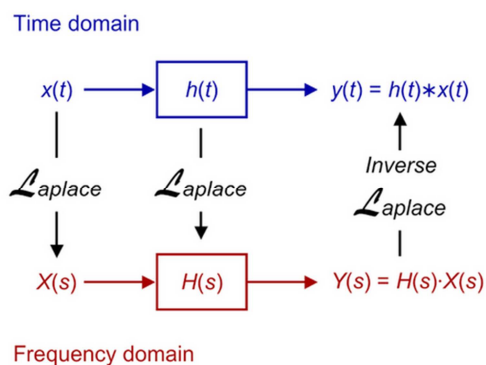 Time domain
x(t)
h(t)
y(t) = h(t)∗x(t)
Inverse
ℒaplace
ℒaplace
ℒaplace
X(s)
H(s)
Y(s) = H(s)·X(s)
Frequency domain